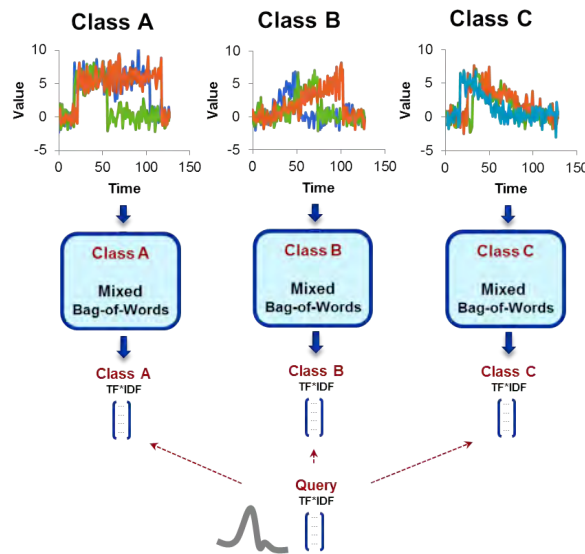 Class A
Class B
Class C
Value
10
5
0
-5
0 50 100 150
Time
Value
10
5
0
-5
0 50 100 150
Time
Value
10
5
0
-5
0 50 100 150
Time
Class A
Mixed
Bag-of-Words
Class B
Mixed
Bag-of-Words
Class C
Mixed
Bag-of-Words
Class A
TF*IDF
Class B
TF*IDF
Class C
TF*IDF
Query
TF*IDF